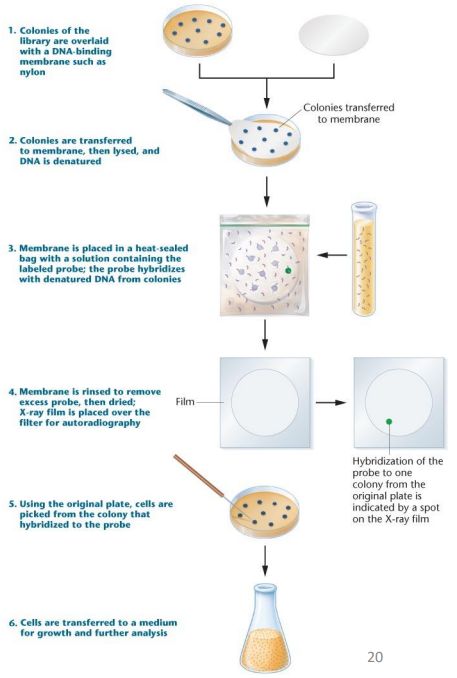 1. Colonies of the
library are overlaid
with a DNA-binding
membrane such as
nylon
Colonies transferred
to membrane
2. Colonies are transferred
to membrane, then lysed, and
DNA is denatured
3. Membrane is placed in a heat-sealed
bag with a solution containing the
labeled probe; the probe hybridizes
with denatured DNA from colonies
4. Membrane is rinsed to remove
excess probe, then dried;
X-ray film is placed over the
filter for autoradiography
Film
Hybridization of the
probe to one
colony from the
original plate is
indicated by a spot
on the X-ray film
5. Using the original plate, cells are
picked from the colony that
hybridized to the probe
6. Cells are transferred to a medium
for growth and further analysis
20